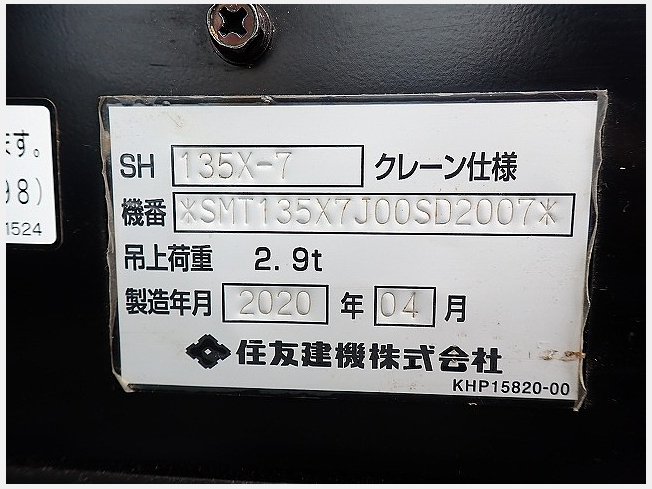 ます。
98)
1524
SH 135X-7 クレーン仕様
機番 *SMT135X7J00SD2007*
吊上荷重 2.9t
製造年月 2020 年 04 月
住友建機株式会社
KHP15820-00